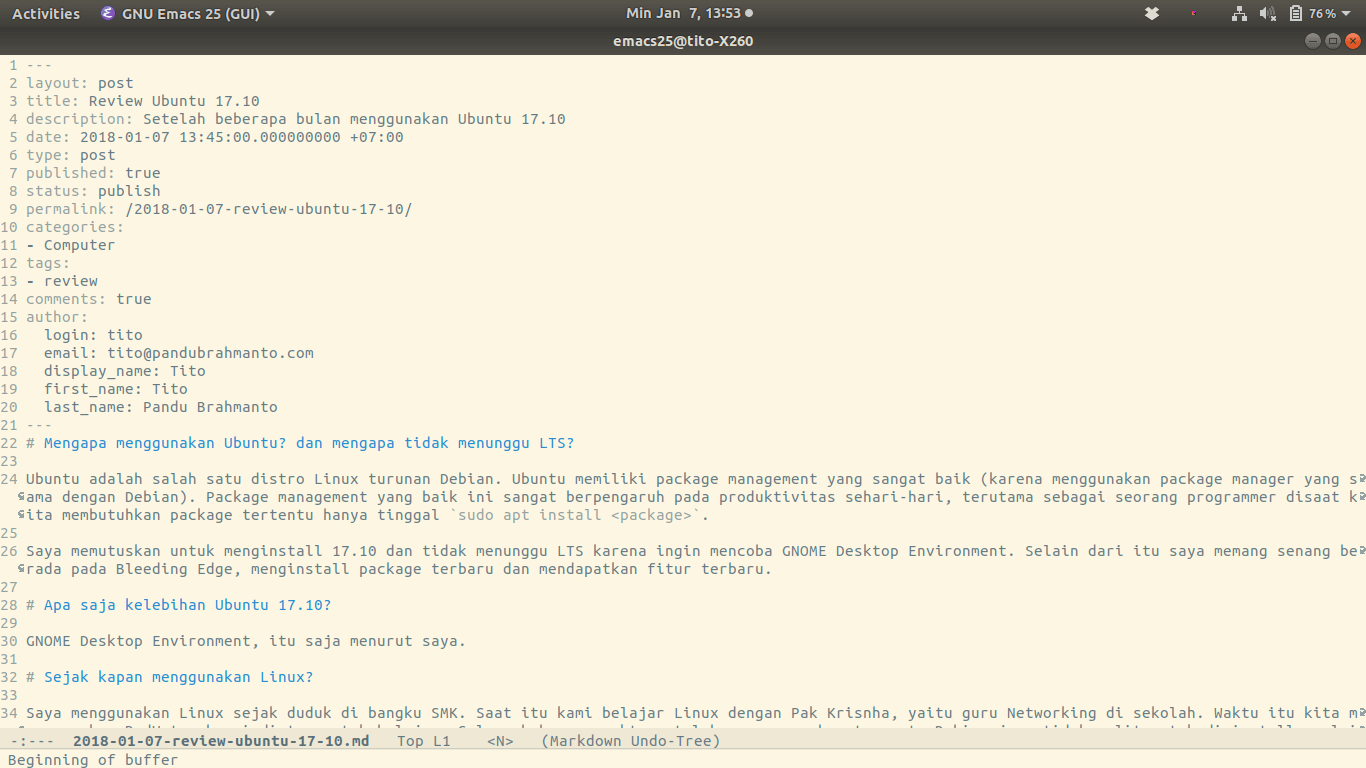 Activities GNU Emacs 25 (GUI) Min Jan 7, 13:53 76%
emacs25@tito-X260
1 ---
2 layout: post
3 title: Review Ubuntu 17.10
4 description: Setelah beberapa bulan menggunakan Ubuntu 17.10
5 date: 2018-01-07 13:45:00.000000000 +07:00
6 type: post
7 published: true
8 status: publish
9 permalink: /2018-01-07-review-ubuntu-17-10/
10 categories:
11 - Computer
12 tags:
13 - review
14 comments: true
15 author:
16 login: tito
17 email: tito@pandubrahmanto.com
18 display_name: Tito
19 first_name: Tito
20 last_name: Pandu Brahmanto
21 ---
22 # Mengapa menggunakan Ubuntu? dan mengapa tidak menunggu LTS?
23
24 Ubuntu adalah salah satu distro Linux turunan Debian. Ubuntu memiliki package management yang sangat baik (karena menggunakan package manager yang s
ama dengan Debian). Package management yang baik ini sangat berpengaruh pada produktivitas sehari-hari, terutama sebagai seorang programmer disaat k
ita membutuhkan package tertentu hanya tinggal `sudo apt install <package>`.
25
26 Saya memutuskan untuk menginstall 17.10 dan tidak menunggu LTS karena ingin mencoba GNOME Desktop Environment. Selain dari itu saya memang senang be
rada pada Bleeding Edge, menginstall package terbaru dan mendapatkan fitur terbaru.
27
28 # Apa saja kelebihan Ubuntu 17.10?
29
30 GNOME Desktop Environment, itu saja menurut saya.
31
32 # Sejak kapan menggunakan Linux?
33
34 Saya menggunakan Linux sejak duduk di bangku SMK. Saat itu kami belajar Linux dengan Pak Krisnha, yaitu guru Networking di sekolah. Waktu itu kita m
-:--- 2018-01-07-review-ubuntu-17-10.md Top L1 <N> (Markdown Undo-Tree)
Beginning of buffer